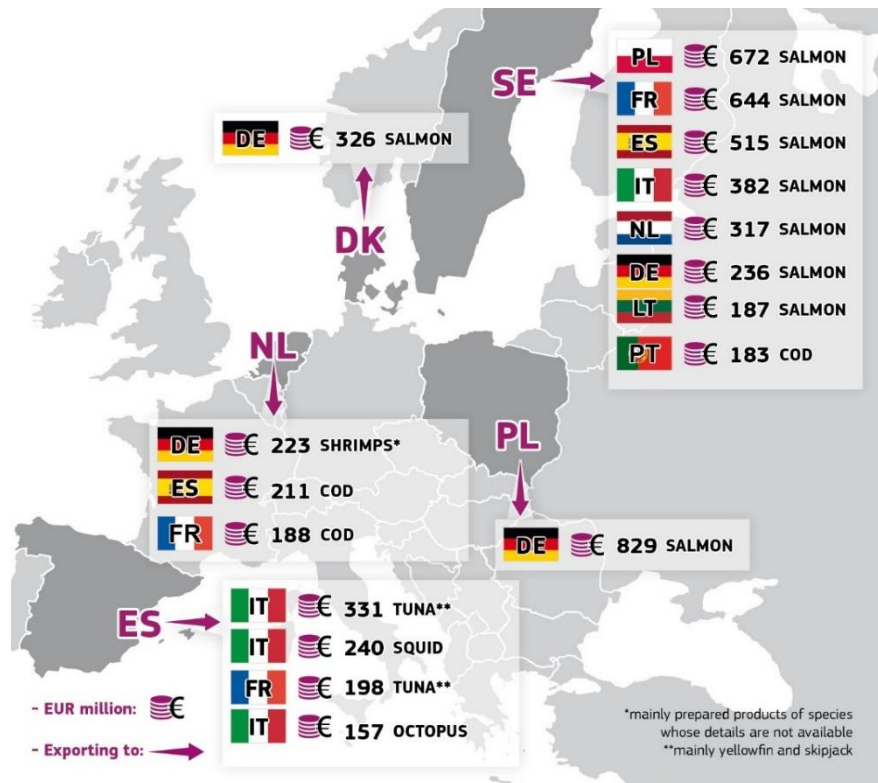 SE
PL € 672 SALMON
FR € 644 SALMON
ES € 515 SALMON
IT € 382 SALMON
NL € 317 SALMON
DE € 236 SALMON
LT € 187 SALMON
PT € 183 COD
DE € 326 SALMON
DK
NL
DE € 223 SHRIMPS*
ES € 211 COD
FR € 188 COD
PL
DE € 829 SALMON
ES
IT € 331 TUNA**
IT € 240 SQUID
FR € 198 TUNA**
IT € 157 OCTOPUS
- EUR million: €
- Exporting to:
*mainly prepared products of species
whose details are not available
**mainly yellowfin and skipjack